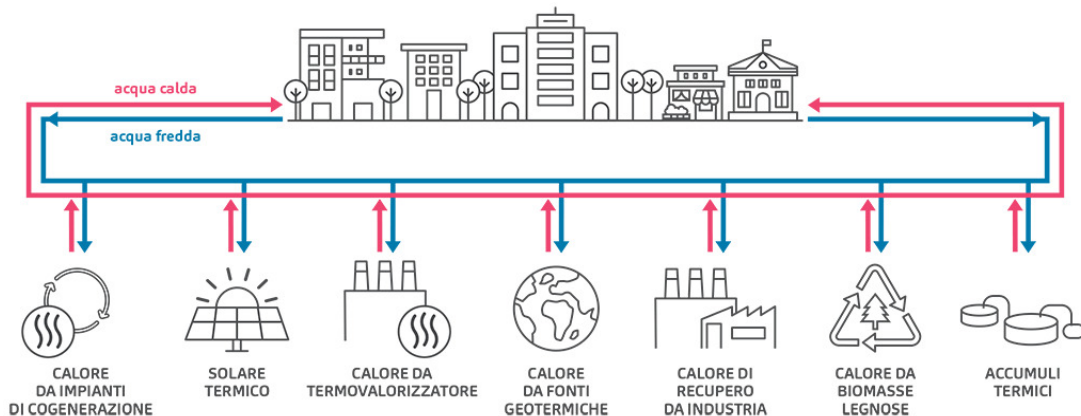 acqua calda
acqua fredda
CALORE
DA IMPIANTI
DI COGENERAZIONE
SOLARE
TERMICO
CALORE DA
TERMOVALORIZZATORE
CALORE
DA FONTI
GEOTERMICHE
CALORE DI
RECUPERO
DA INDUSTRIA
CALORE DA
BIOMASSE
LEGNOSE
ACCUMULI
TERMICI